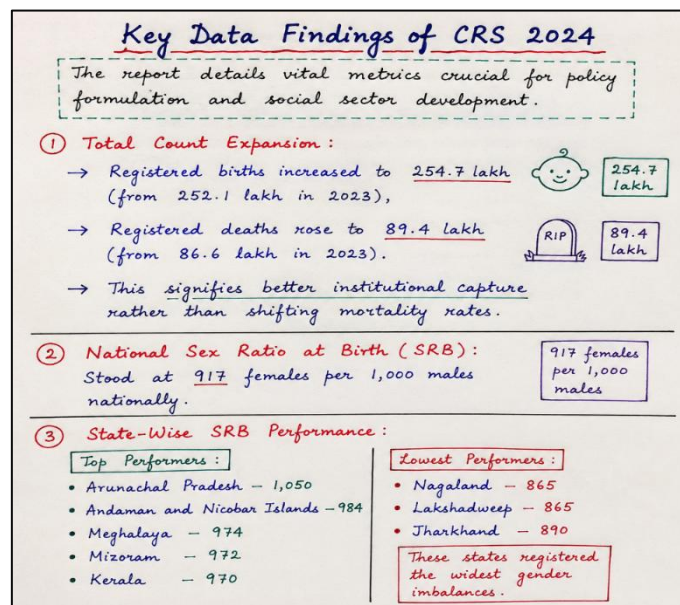 Key Data Findings of CRS 2024
The report details vital metrics crucial for policy
formulation and social sector development.
① Total Count Expansion:
→ Registered births increased to 254.7 lakh
(from 252.1 lakh in 2023),
254.7
lakh
→ Registered deaths rose to 89.4 lakh
(from 86.6 lakh in 2023).
RIP
89.4
lakh
→ This signifies better institutional capture
rather than shifting mortality rates.
② National Sex Ratio at Birth (SRB):
Stood at 917 females per 1,000 males
nationally.
917 females
per 1,000
males
③ State-Wise SRB Performance:
Top Performers:
• Arunachal Pradesh – 1,050
• Andaman and Nicobar Islands – 984
• Meghalaya – 974
• Mizoram – 972
• Kerala – 970
Lowest Performers:
• Nagaland – 865
• Lakshadweep – 865
• Jharkhand – 890
These states registered
the widest gender
imbalances.